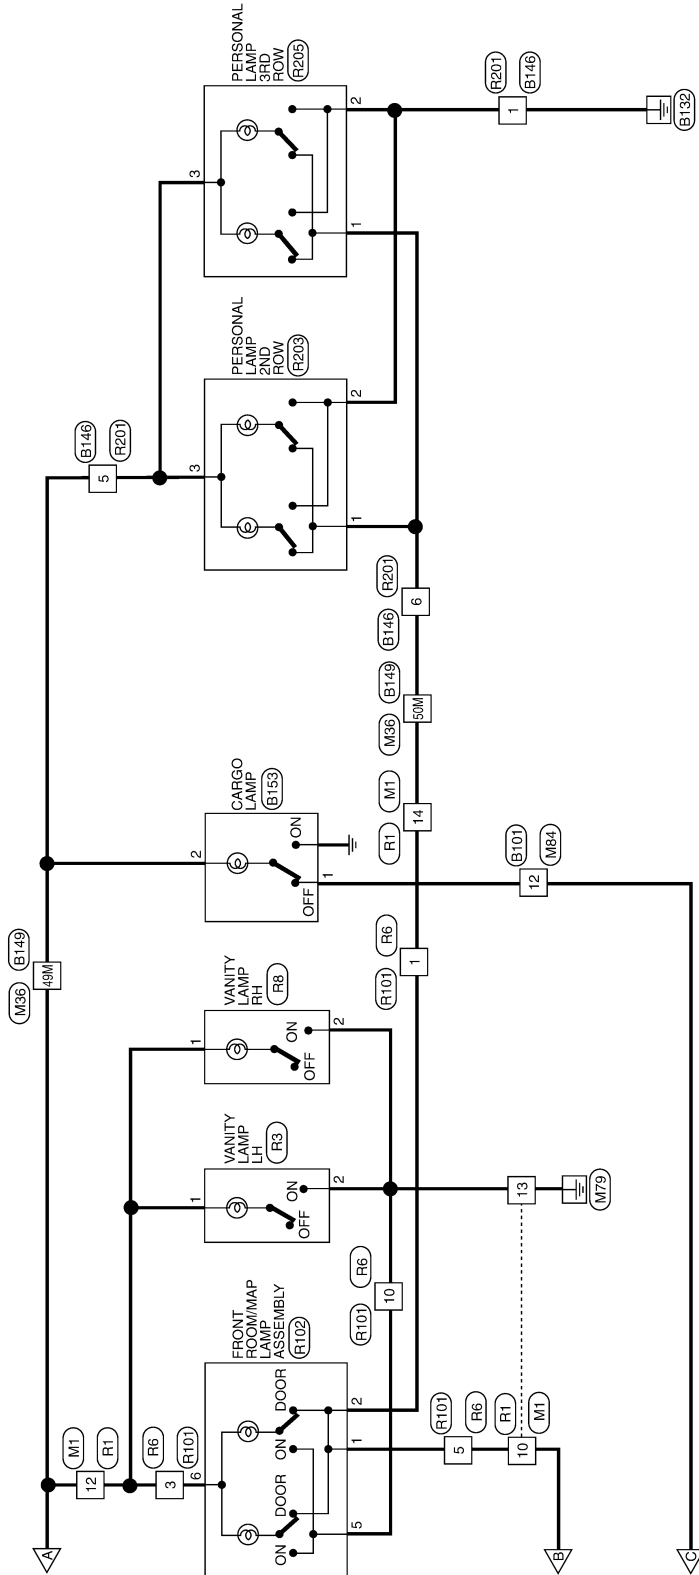 PERSONAL
LAMP
3RD
ROW
R205
3
2
1
R201
B146
1
B132
PERSONAL
LAMP
2ND
ROW
R203
3
2
1
B146
R201
5
R201
6
B146
B149
50M
M36
M1
14
R1
R6
1
R101
CARGO
LAMP
B153
2
ON
OFF
1
B101
M84
12
B149
49M
M36
VANITY
LAMP
RH
R8
1
ON
OFF
2
VANITY
LAMP
LH
R3
1
ON
OFF
2
13
M79
R6
10
R101
FRONT
ROOM/MAP
LAMP
ASSEMBLY
R102
6
DOOR
ON
DOOR
ON
2
1
5
M1
R1
12
R6
R101
3
R101
R6
5
R1
M1
10
A
B
C